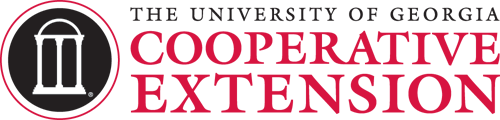 THE UNIVERSITY OF GEORGIA
COOPERATIVE
EXTENSION
®